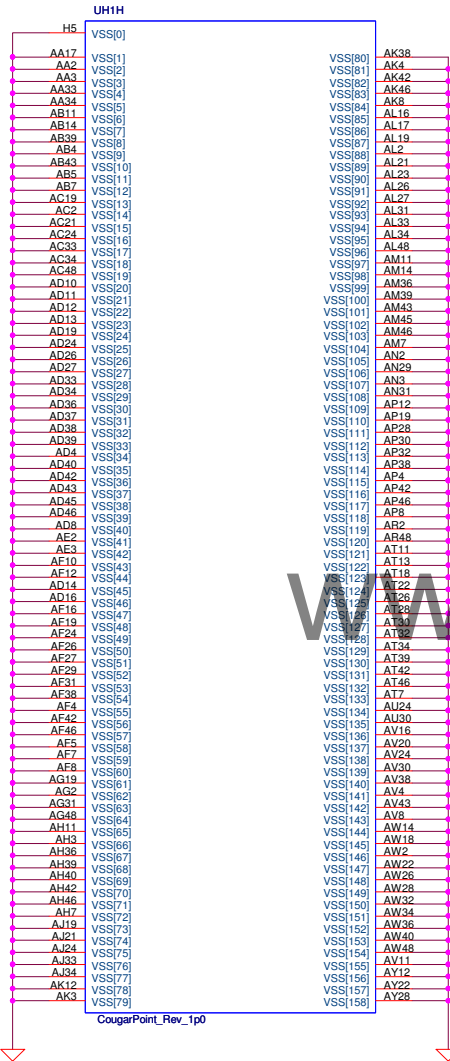 UH1H
H5 VSS[0]
AA17 VSS[1] VSS[80] AK38
AA2 VSS[2] VSS[81] AK4
AA3 VSS[3] VSS[82] AK42
AA33 VSS[4] VSS[83] AK46
AA34 VSS[5] VSS[84] AK8
AB11 VSS[6] VSS[85] AL16
AB14 VSS[7] VSS[86] AL17
AB39 VSS[8] VSS[87] AL19
AB4 VSS[9] VSS[88] AL2
AB43 VSS[10] VSS[89] AL21
AB5 VSS[11] VSS[90] AL23
AB7 VSS[12] VSS[91] AL26
AC19 VSS[13] VSS[92] AL27
AC2 VSS[14] VSS[93] AL31
AC21 VSS[15] VSS[94] AL33
AC24 VSS[16] VSS[95] AL34
AC33 VSS[17] VSS[96] AL48
AC34 VSS[18] VSS[97] AM11
AC48 VSS[19] VSS[98] AM14
AD10 VSS[20] VSS[99] AM36
AD11 VSS[21] VSS[100] AM39
AD12 VSS[22] VSS[101] AM43
AD13 VSS[23] VSS[102] AM45
AD19 VSS[24] VSS[103] AM46
AD24 VSS[25] VSS[104] AM7
AD26 VSS[26] VSS[105] AN2
AD27 VSS[27] VSS[106] AN29
AD33 VSS[28] VSS[107] AN3
AD34 VSS[29] VSS[108] AN31
AD36 VSS[30] VSS[109] AP12
AD37 VSS[31] VSS[110] AP19
AD38 VSS[32] VSS[111] AP28
AD39 VSS[33] VSS[112] AP30
AD4 VSS[34] VSS[113] AP32
AD40 VSS[35] VSS[114] AP38
AD42 VSS[36] VSS[115] AP4
AD43 VSS[37] VSS[116] AP42
AD45 VSS[38] VSS[117] AP46
AD46 VSS[39] VSS[118] AP8
AD8 VSS[40] VSS[119] AR2
AE2 VSS[41] VSS[120] AR48
AE3 VSS[42] VSS[121] AT11
AF10 VSS[43] VSS[122] AT13
AF12 VSS[44] VSS[123] AT18
AD14 VSS[45] VSS[124] AT22
AD16 VSS[46] VSS[125] AT26
AF16 VSS[47] VSS[126] AT28
AF19 VSS[48] VSS[127] AT30
AF24 VSS[49] VSS[128] AT32
AF26 VSS[50] VSS[129] AT34
AF27 VSS[51] VSS[130] AT39
AF29 VSS[52] VSS[131] AT42
AF31 VSS[53] VSS[132] AT46
AF38 VSS[54] VSS[133] AT7
AF4 VSS[55] VSS[134] AU24
AF42 VSS[56] VSS[135] AU30
AF46 VSS[57] VSS[136] AV16
AF5 VSS[58] VSS[137] AV20
AF7 VSS[59] VSS[138] AV24
AF8 VSS[60] VSS[139] AV30
AG19 VSS[61] VSS[140] AV38
AG2 VSS[62] VSS[141] AV4
AG31 VSS[63] VSS[142] AV43
AG48 VSS[64] VSS[143] AV8
AH11 VSS[65] VSS[144] AW14
AH3 VSS[66] VSS[145] AW18
AH36 VSS[67] VSS[146] AW2
AH39 VSS[68] VSS[147] AW22
AH40 VSS[69] VSS[148] AW26
AH42 VSS[70] VSS[149] AW28
AH46 VSS[71] VSS[150] AW32
AH7 VSS[72] VSS[151] AW34
AJ19 VSS[73] VSS[152] AW36
AJ21 VSS[74] VSS[153] AW40
AJ24 VSS[75] VSS[154] AW48
AJ33 VSS[76] VSS[155] AV11
AJ34 VSS[77] VSS[156] AY12
AK12 VSS[78] VSS[157] AY22
AK3 VSS[79] VSS[158] AY28
CougarPoint_Rev_1p0